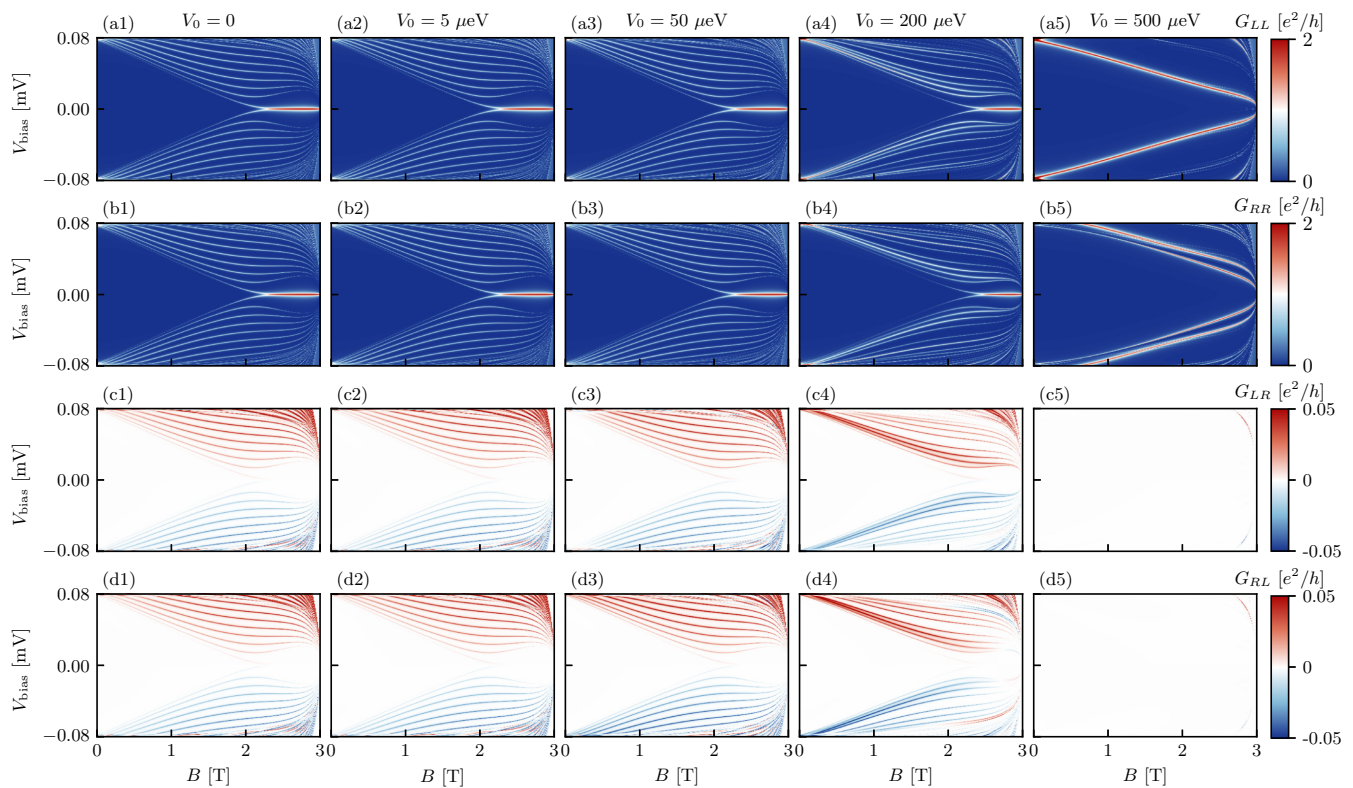 V₀ = 0 V₀ = 5 μeV V₀ = 50 μeV V₀ = 200 μeV V₀ = 500 μeV
(a1) (a2) (a3) (a4) (a5) G_LL [e²/h]
0.08 2
V_bias [mV] 0.00 1
−0.08 0
(b1) (b2) (b3) (b4) (b5) G_RR [e²/h]
0.08 2
V_bias [mV] 0.00 1
−0.08 0
(c1) (c2) (c3) (c4) (c5) G_LR [e²/h]
0.08 0.05
V_bias [mV] 0.00 0
−0.08 -0.05
(d1) (d2) (d3) (d4) (d5) G_RL [e²/h]
0.08 0.05
V_bias [mV] 0.00 0
−0.08 -0.05
0 1 2 3 0 1 2 3 0 1 2 3 0 1 2 3 0 1 2 3
B [T] B [T] B [T] B [T] B [T]